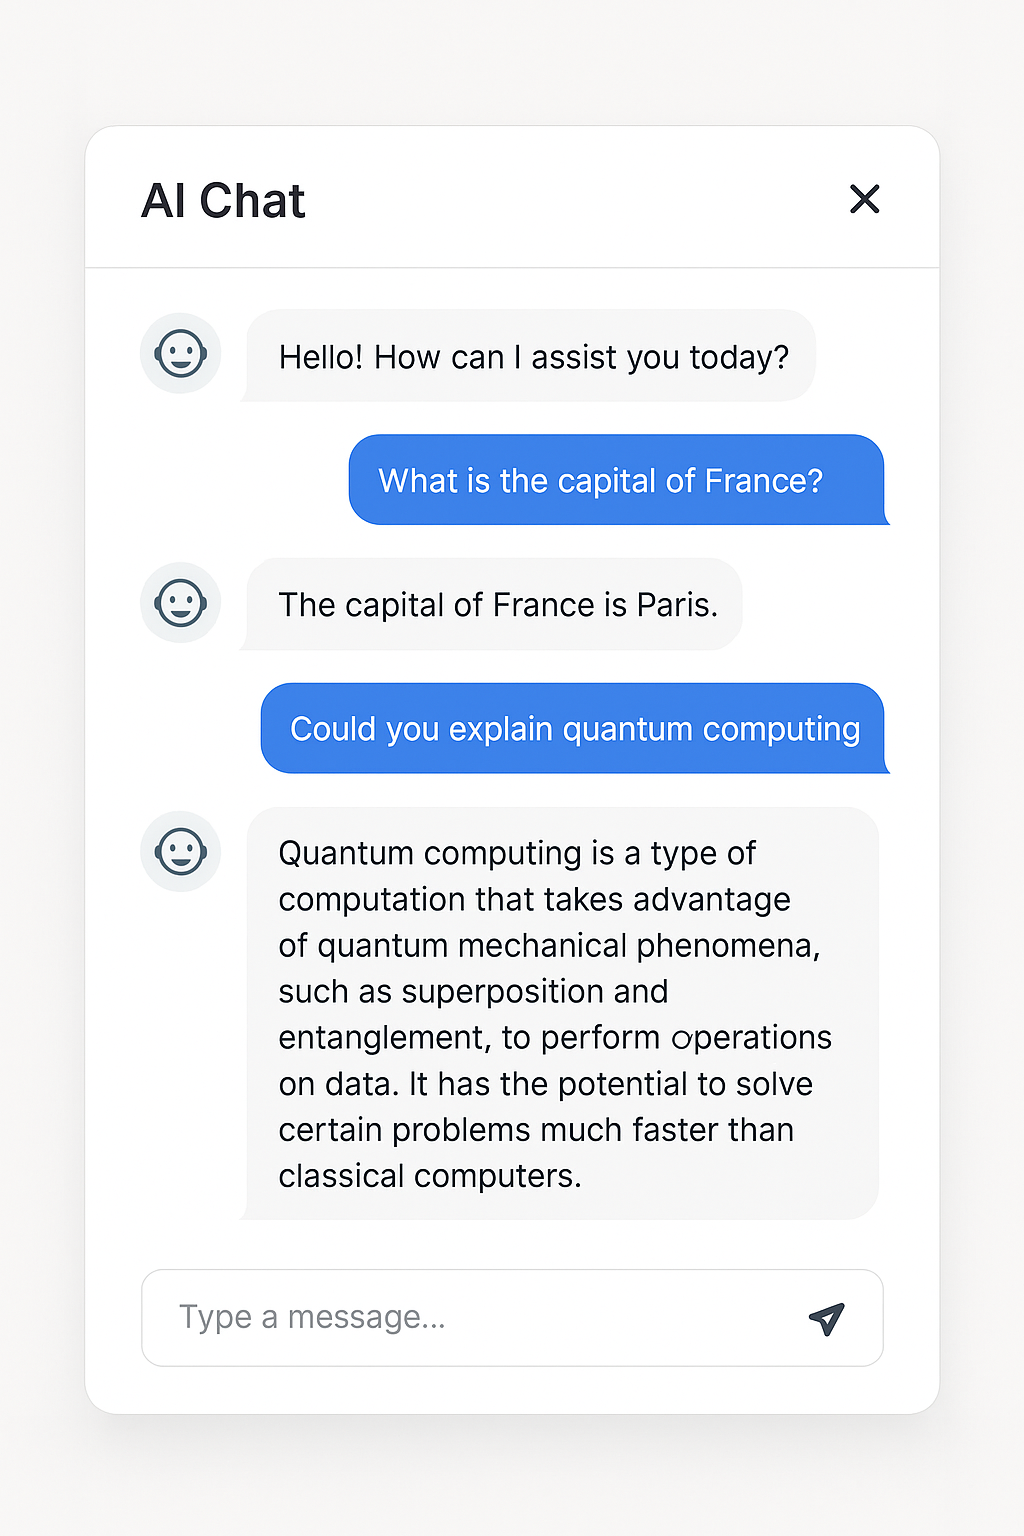 AI Chat
Hello! How can I assist you today?
What is the capital of France?
The capital of France is Paris.
Could you explain quantum computing
Quantum computing is a type of
computation that takes advantage
of quantum mechanical phenomena,
such as superposition and
entanglement, to perform operations
on data. It has the potential to solve
certain problems much faster than
classical computers.
Type a message...